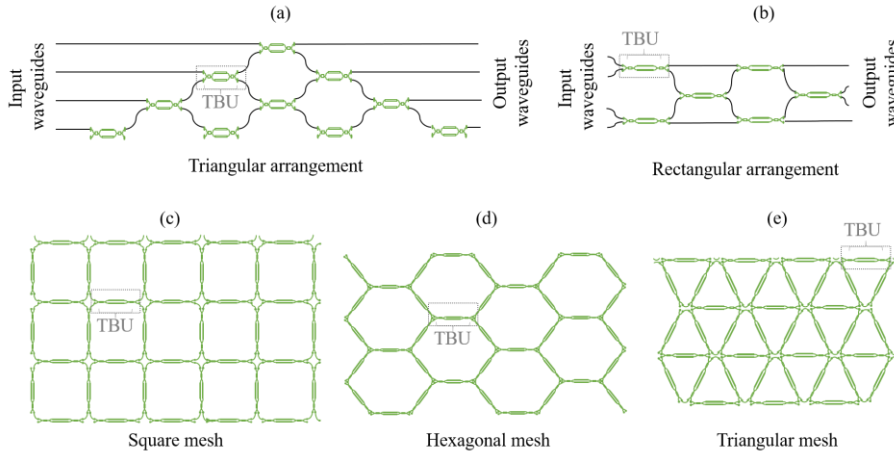 (a)
(b)
Input
waveguides
TBU
Output
waveguides
Triangular arrangement
Input
waveguides
TBU
Output
waveguides
Rectangular arrangement
(c)
(d)
(e)
TBU
TBU
TBU
Square mesh
Hexagonal mesh
Triangular mesh